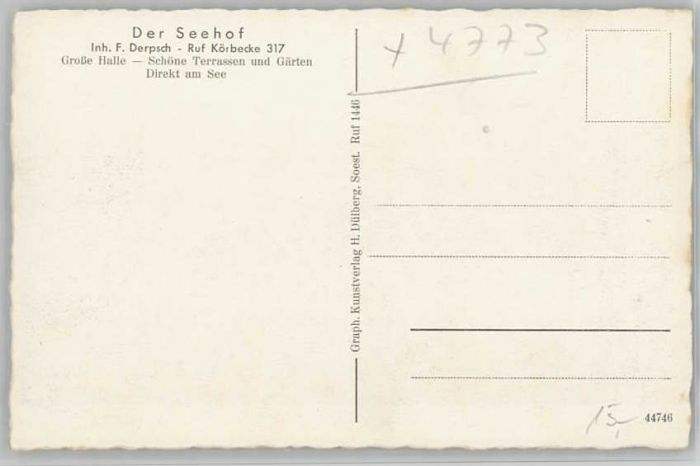 Der Seehof
Inh. F. Derpsch - Ruf Körbecke 317
Große Halle — Schöne Terrassen und Gärten
Direkt am See
Graph. Kunstverlag H. Dülberg, Soest. Ruf 1446
+ 4773
15,-
44746